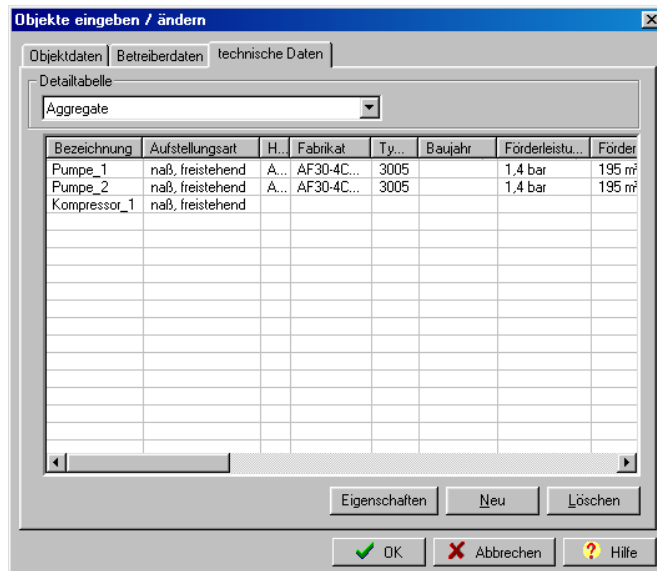 Objekte eingeben / ändern
Objektdaten Betreiberdaten technische Daten
Detailtabelle
Aggregate
Bezeichnung Aufstellungsart H... Fabrikat Ty... Baujahr Förderleistu... Förder
Pumpe_1 naß, freistehend A... AF30-4C... 3005 1,4 bar 195 m³
Pumpe_2 naß, freistehend A... AF30-4C... 3005 1,4 bar 195 m³
Kompressor_1 naß, freistehend
Eigenschaften Neu Löschen
OK Abbrechen Hilfe